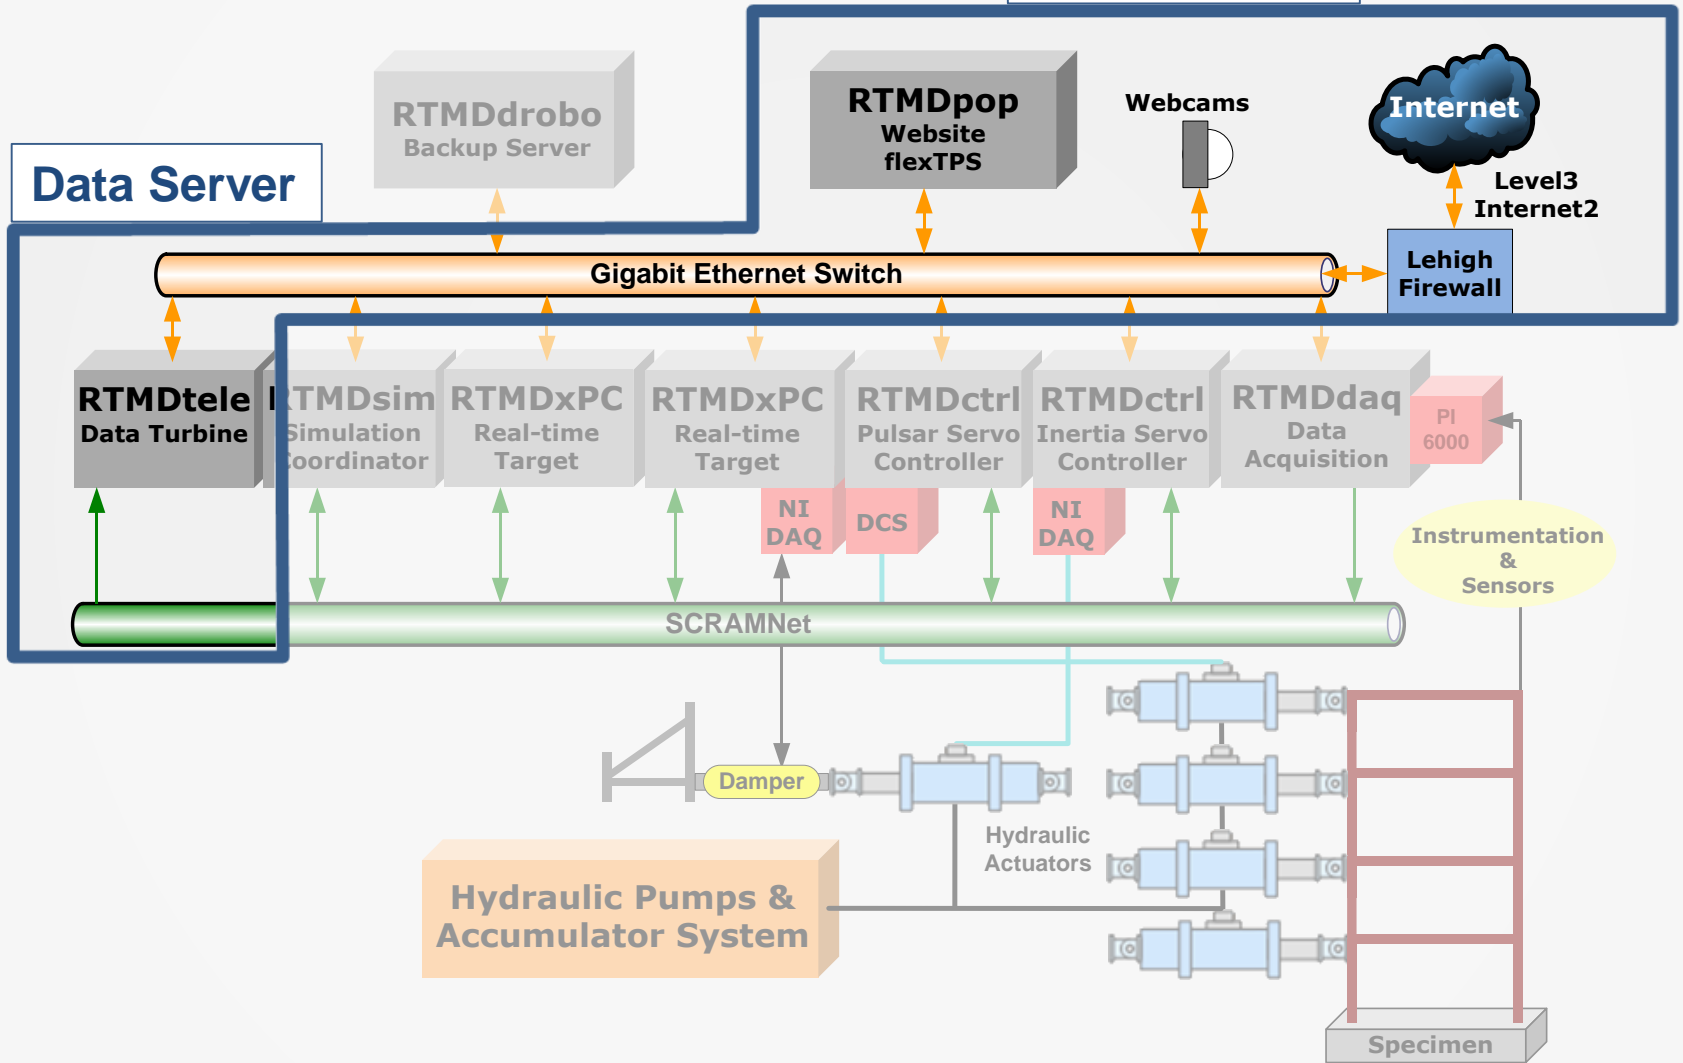 RTMDdrobo
Backup Server
RTMDpop
Website
flexTPS
Webcams
Internet
Level3
Internet2
Data Server
Gigabit Ethernet Switch
Lehigh
Firewall
RTMDtele
Data Turbine
RTMDsim
Simulation
Coordinator
RTMDxPC
Real-time
Target
RTMDxPC
Real-time
Target
RTMDctrl
Pulsar Servo
Controller
RTMDctrl
Inertia Servo
Controller
RTMDdaq
Data
Acquisition
PI
6000
NI
DAQ
DCS
NI
DAQ
Instrumentation
&
Sensors
SCRAMNet
Damper
Hydraulic
Actuators
Hydraulic Pumps &
Accumulator System
Specimen